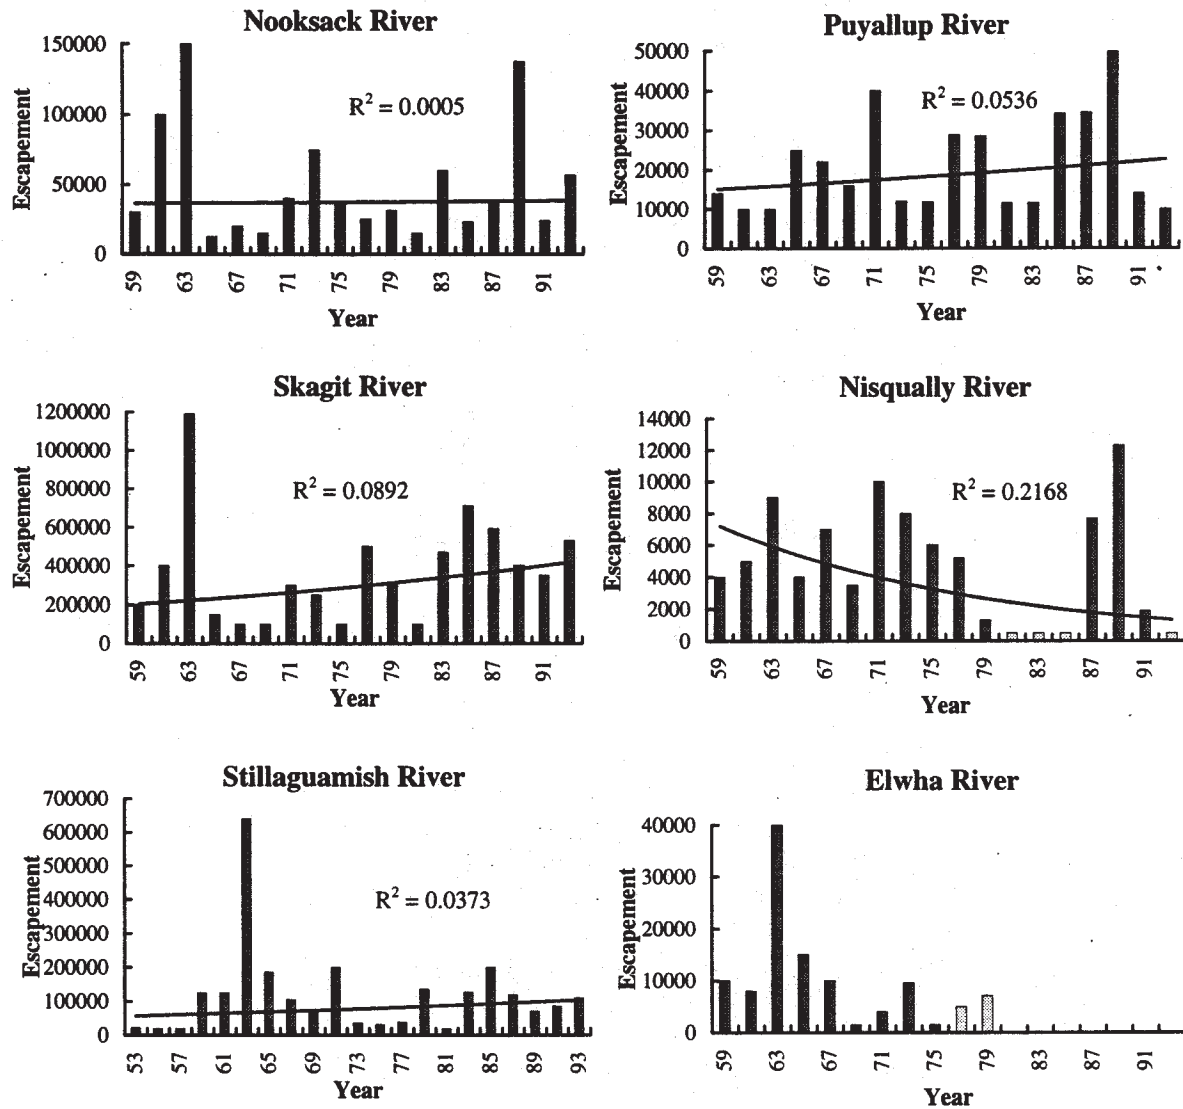 Nooksack River
Escapement
150000
100000
50000
0
R² = 0.0005
59 63 67 71 75 79 83 87 91
Year
Puyallup River
Escapement
50000
40000
30000
20000
10000
0
R² = 0.0536
59 63 67 71 75 79 83 87 91
Year
Skagit River
Escapement
1200000
1000000
800000
600000
400000
200000
0
R² = 0.0892
59 63 67 71 75 79 83 87 91
Year
Nisqually River
Escapement
14000
12000
10000
8000
6000
4000
2000
0
R² = 0.2168
59 63 67 71 75 79 83 87 91
Year
Stillaguamish River
Escapement
700000
600000
500000
400000
300000
200000
100000
0
R² = 0.0373
53 57 61 63 67 69 73 77 81 85 89 93
Year
Elwha River
Escapement
40000
30000
20000
10000
0
59 63 67 71 75 79 83 87 91
Year